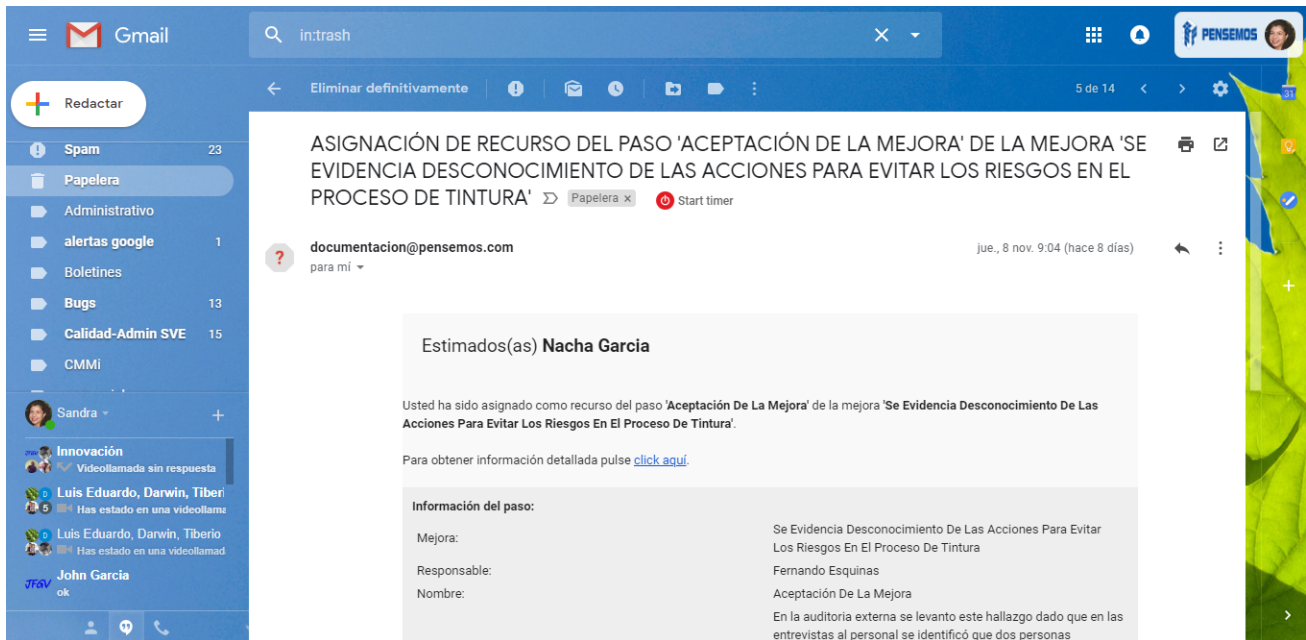 Gmail
in:trash
PENSEMOS
Redactar
Eliminar definitivamente
5 de 14
31
Spam 23
Papelera
Administrativo
alertas google 1
Boletines
Bugs 13
Calidad-Admin SVE 15
CMMi
Sandra
Innovación
Videollamada sin respuesta
Luis Eduardo, Darwin, Tiberi
5 Has estado en una videollama
Luis Eduardo, Darwin, Tiberio
Has estado en una videollamad
JFGV
John Garcia
ok
ASIGNACIÓN DE RECURSO DEL PASO 'ACEPTACIÓN DE LA MEJORA' DE LA MEJORA 'SE
EVIDENCIA DESCONOCIMIENTO DE LAS ACCIONES PARA EVITAR LOS RIESGOS EN EL
PROCESO DE TINTURA' Papelera x Start timer
documentacion@pensemos.com
jue., 8 nov. 9:04 (hace 8 días)
para mí
Estimados(as) Nacha Garcia
Usted ha sido asignado como recurso del paso 'Aceptación De La Mejora' de la mejora 'Se Evidencia Desconocimiento De Las
Acciones Para Evitar Los Riesgos En El Proceso De Tintura'.
Para obtener información detallada pulse click aquí.
Información del paso:
Mejora:
Se Evidencia Desconocimiento De Las Acciones Para Evitar
Los Riesgos En El Proceso De Tintura
Responsable: Fernando Esquinas
Nombre: Aceptación De La Mejora
En la auditoria externa se levanto este hallazgo dado que en las
entrevistas al personal se identificó que dos personas